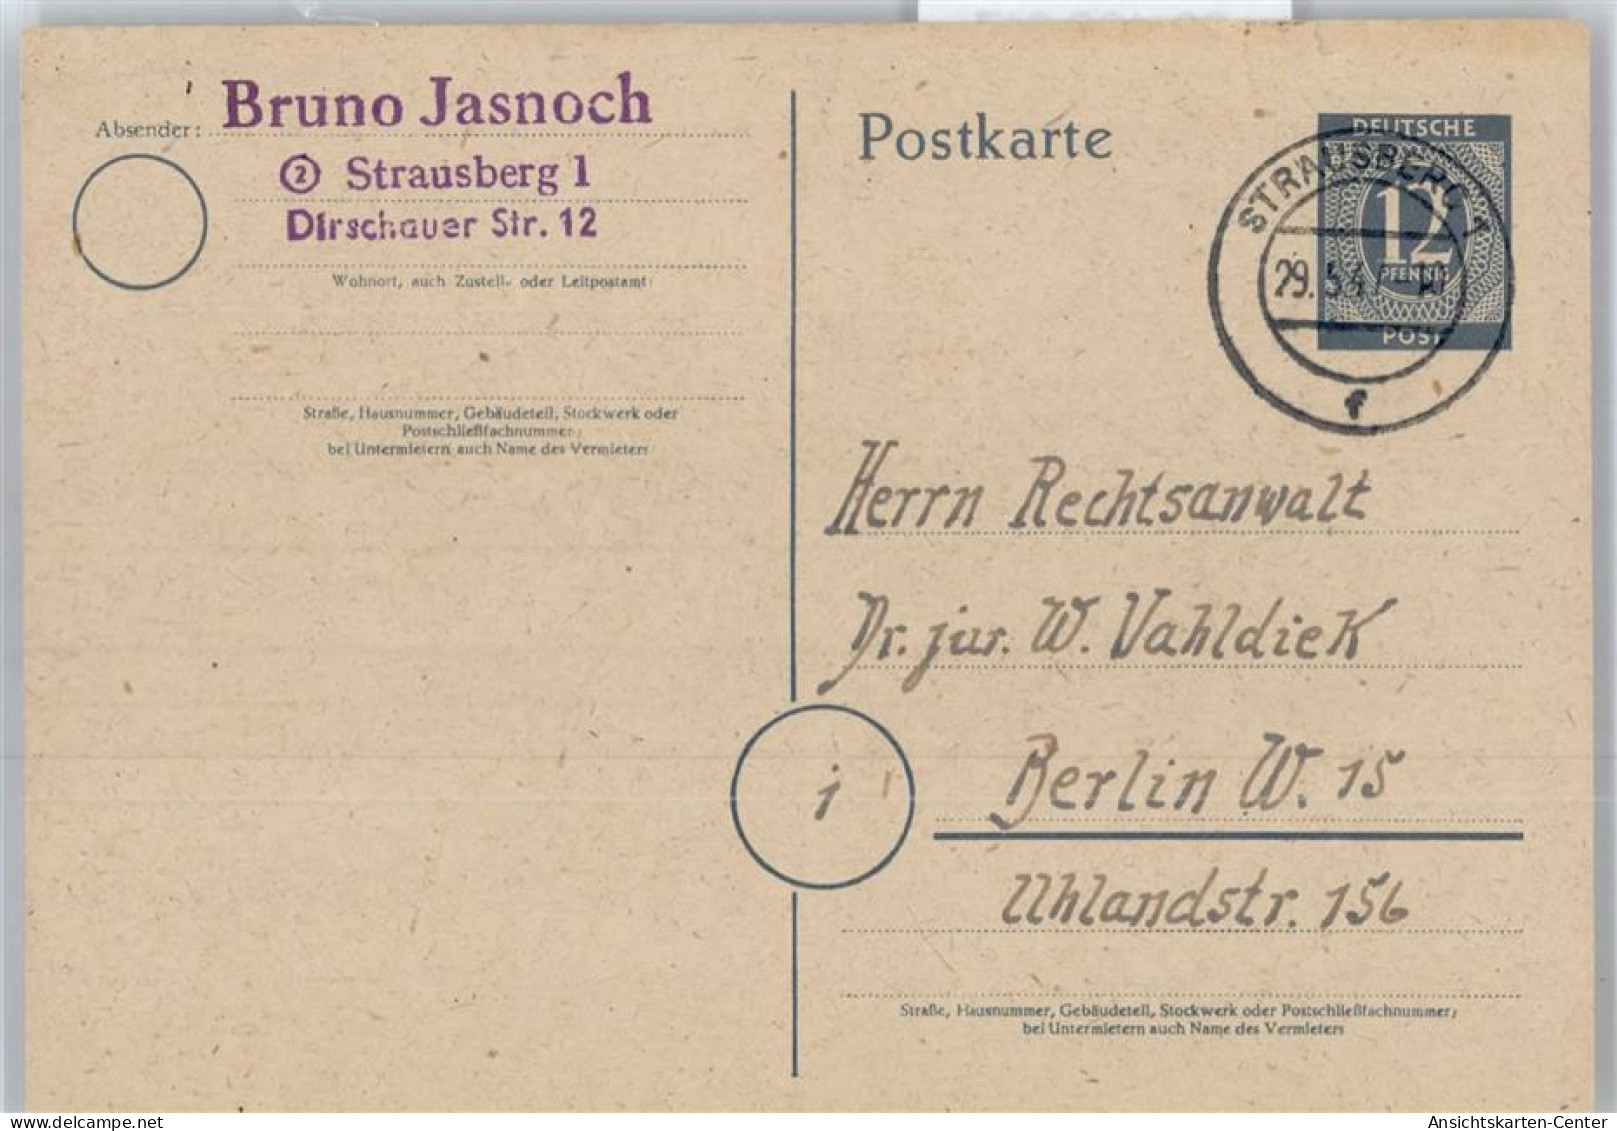 Absender: Bruno Jasnoch
② Strausberg 1
Dirschauer Str. 12
Wohnort, auch Zustell- oder Leitpostamt
Straße, Hausnummer, Gebäudeteil, Stockwerk oder
Postschließfachnummer;
bei Untermietern auch Name des Vermieters
Postkarte
DEUTSCHE
12
PFENNIG
POST
STRAUSBERG 1
29.
f
Herrn Rechtsanwalt
Dr. jur. W. Vahldiek
i
Berlin W. 15
Uhlandstr. 156
Straße, Hausnummer, Gebäudeteil, Stockwerk oder Postschließfachnummer;
bei Untermietern auch Name des Vermieters
Ansichtskarten-Center